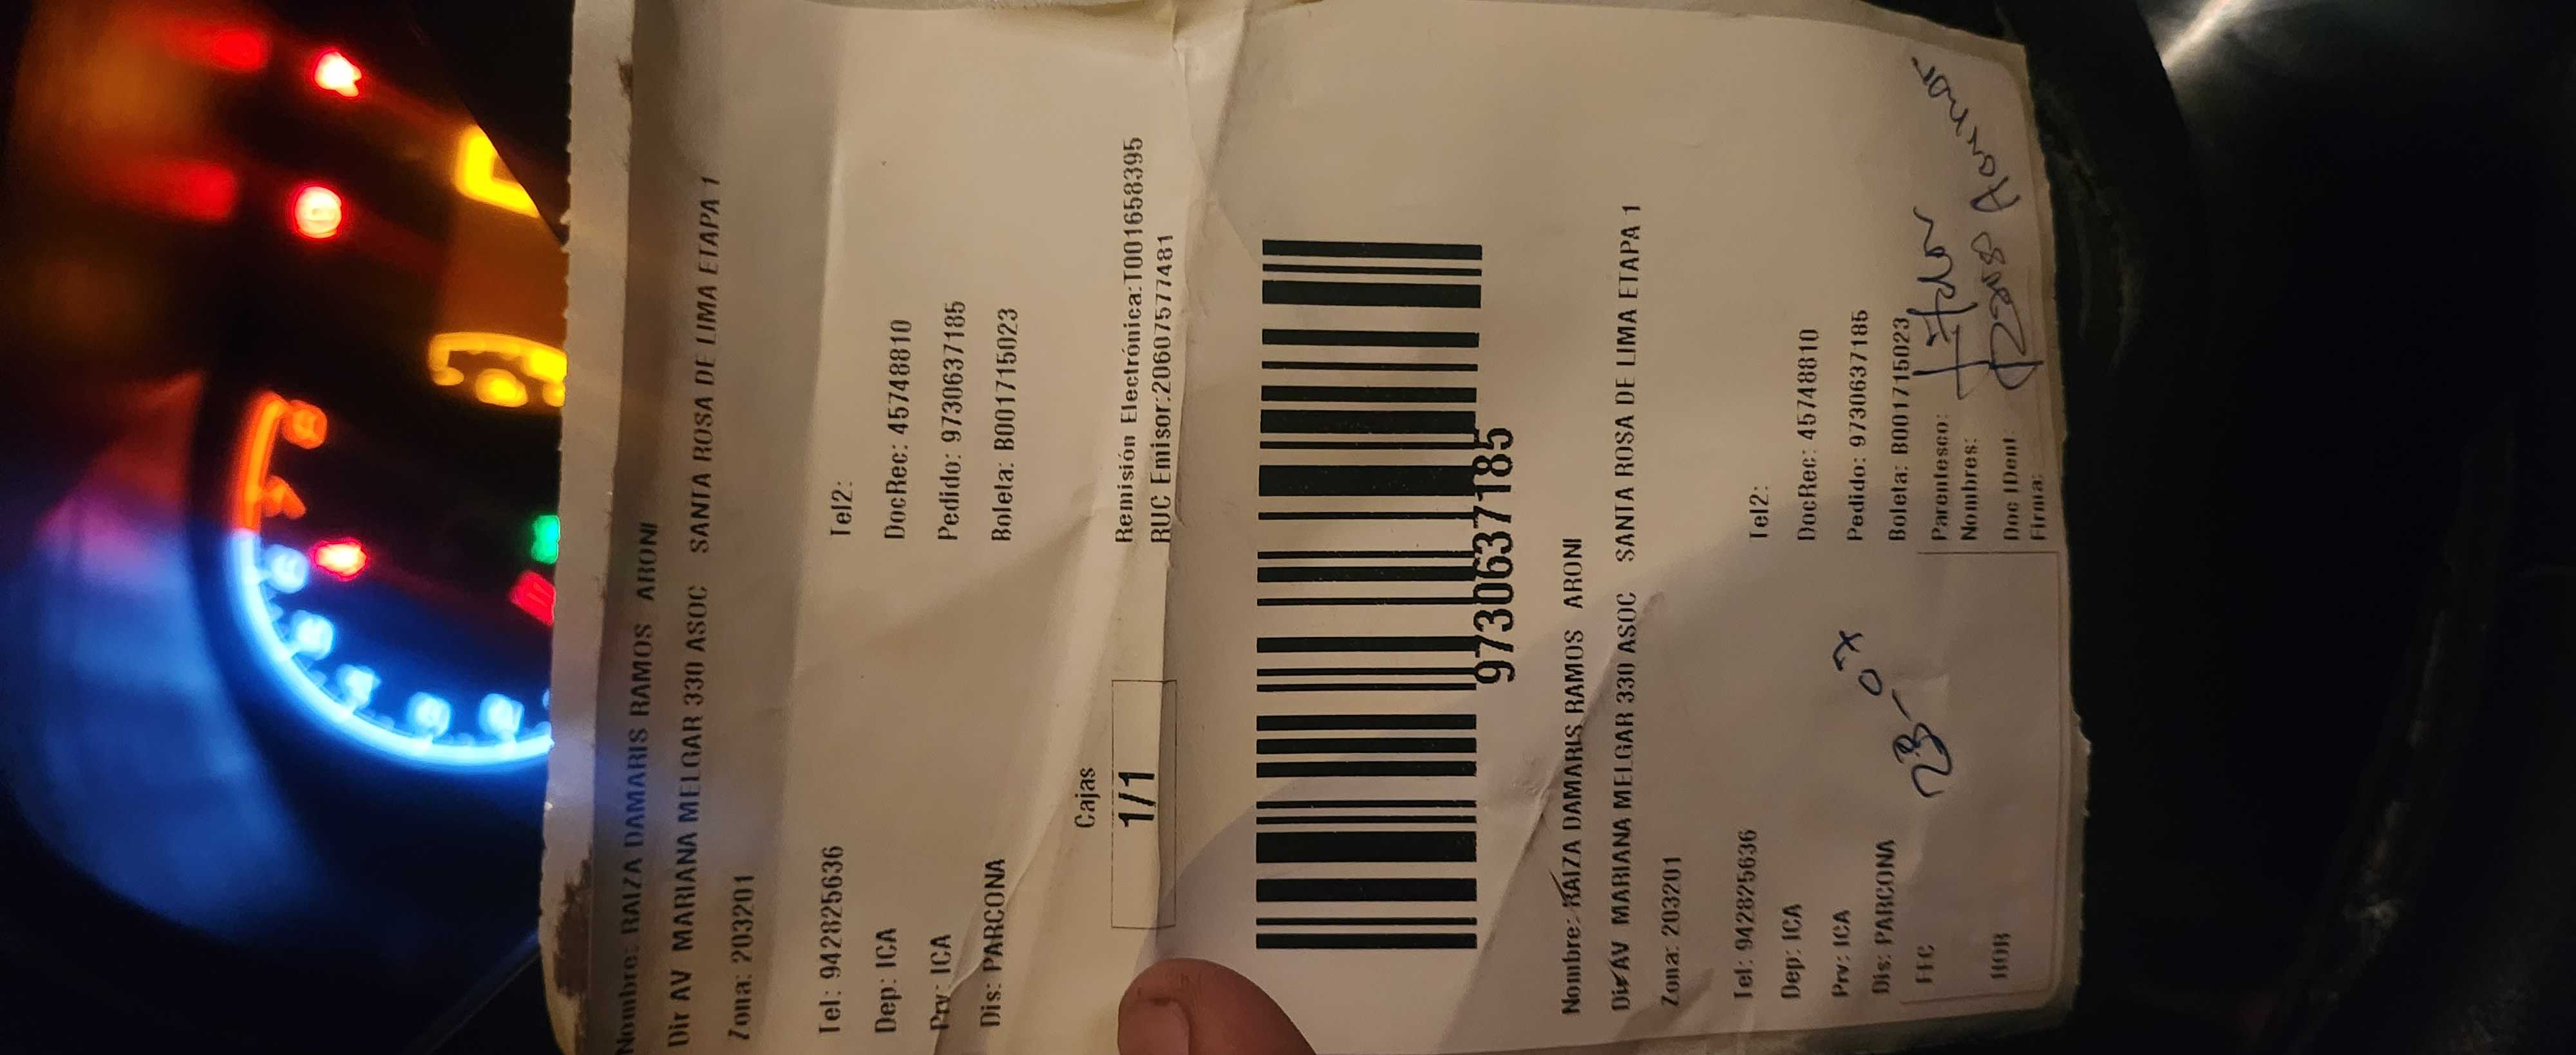 Nombre: RAIZA DAMARIS RAMOS ARONI
Dir AV MARIANA MELGAR 330 ASOC SANTA ROSA DE LIMA ETAPA 1
Zona: 203201
Tel: 942825636 Tel2:
Dep: ICA DocRec: 45748810
Prv: ICA Pedido: 9730637185
Dis: PARCONA Boleta: B001715023
Cajas
1/1
Remisión Electrónica:T001658395
RUC Emisor:20607577481
9730637185
Nombre: RAIZA DAMARIS RAMOS ARONI
Dir AV MARIANA MELGAR 330 ASOC SANTA ROSA DE LIMA ETAPA 1
Zona: 203201
Tel: 942825636 Tel2:
Dep: ICA DocRec: 45748810
Prv: ICA Pedido: 9730637185
Dis: PARCONA Boleta: B001715023
FEC 23-07 Parentesco:
Nombres:
HOR Doc IDent:
Firma: